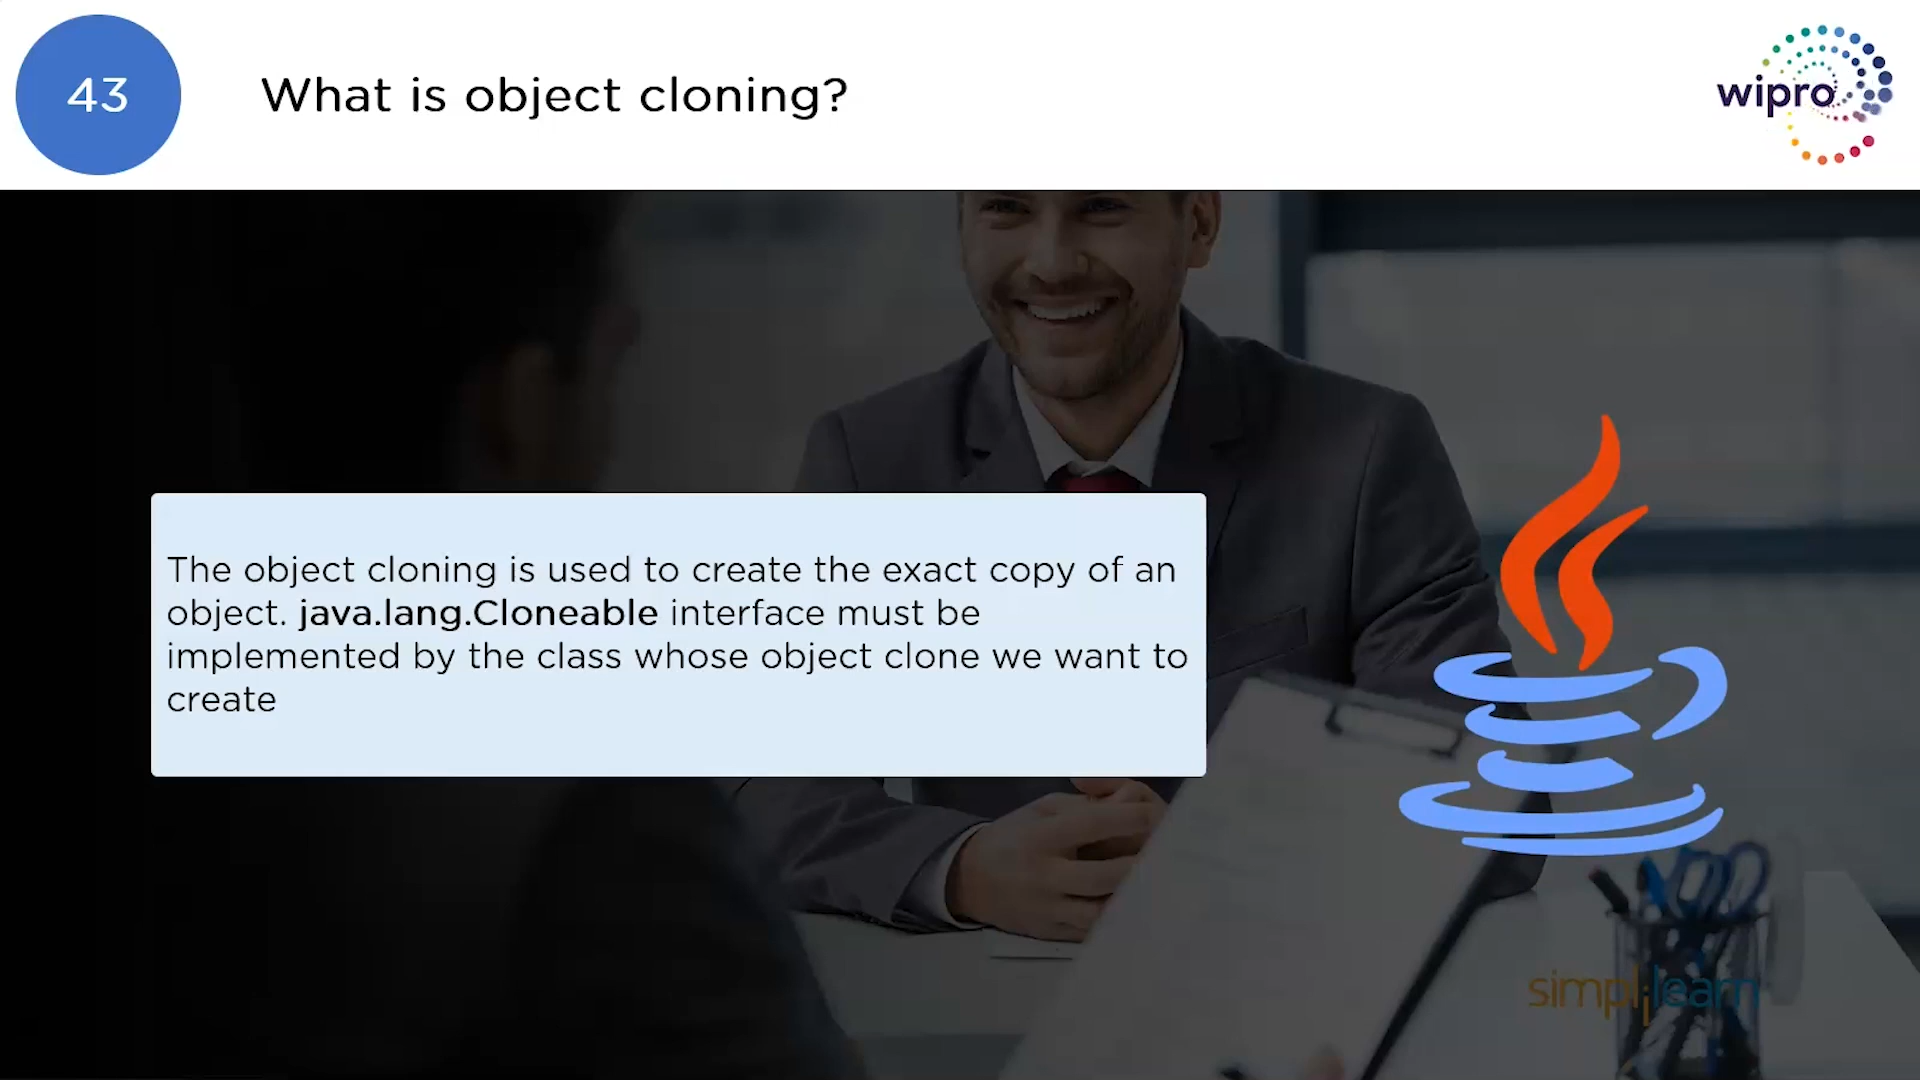 43
What is object cloning?
wipro
The object cloning is used to create the exact copy of an
object. java.lang.Cloneable interface must be
implemented by the class whose object clone we want to
create
simplilearn